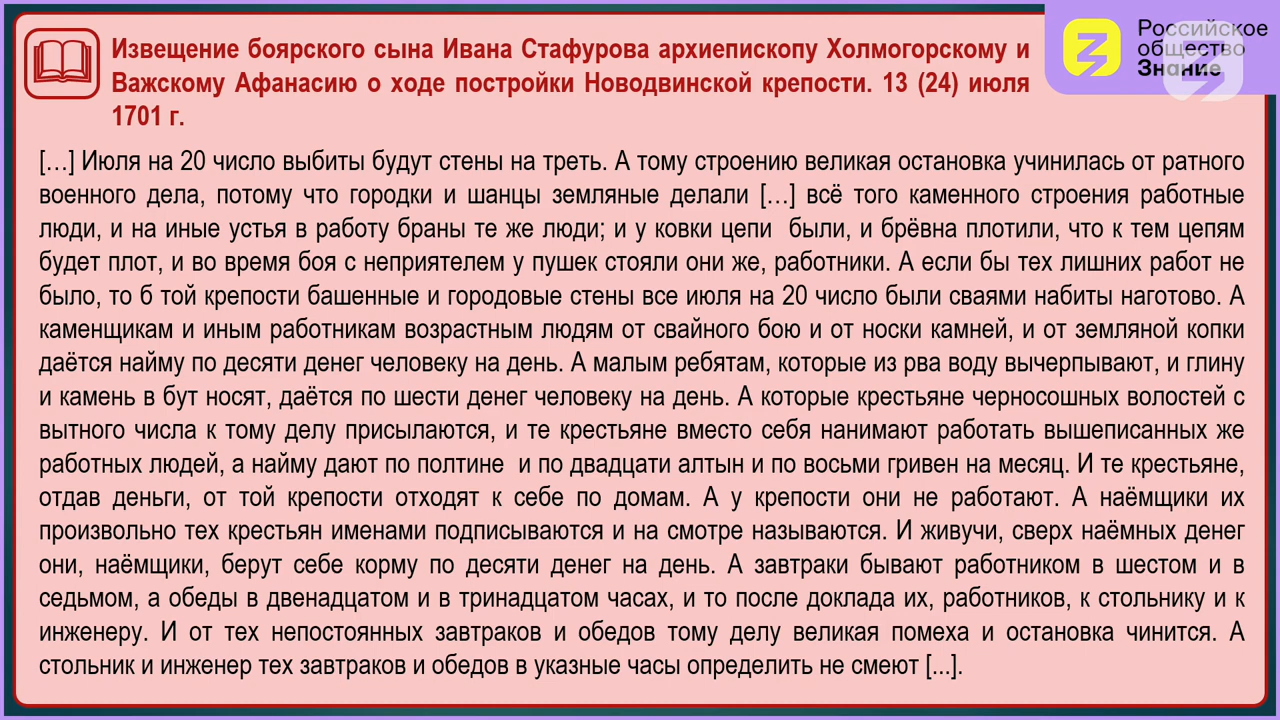 Извещение боярского сына Ивана Стафурова архиепископу Холмогорскому и
Важскому Афанасию о ходе постройки Новодвинской крепости. 13 (24) июля
1701 г.
Российское
общество
Знание
[…] Июля на 20 число выбиты будут стены на треть. А тому строению великая остановка учинилась от ратного
военного дела, потому что городки и шанцы земляные делали […] всё того каменного строения работные
люди, и на иные устья в работу браны те же люди; и у ковки цепи были, и брёвна плотили, что к тем цепям
будет плот, и во время боя с неприятелем у пушек стояли они же, работники. А если бы тех лишних работ не
было, то б той крепости башенные и городовые стены все июля на 20 число были сваями набиты наготово. А
каменщикам и иным работникам возрастным людям от свайного бою и от носки камней, и от земляной копки
даётся найму по десяти денег человеку на день. А малым ребятам, которые из рва воду вычерпывают, и глину
и камень в бут носят, даётся по шести денег человеку на день. А которые крестьяне черносошных волостей с
вытного числа к тому делу присылаются, и те крестьяне вместо себя нанимают работать вышеписанных же
работных людей, а найму дают по полтине и по двадцати алтын и по восьми гривен на месяц. И те крестьяне,
отдав деньги, от той крепости отходят к себе по домам. А у крепости они не работают. А наёмщики их
произвольно тех крестьян именами подписываются и на смотре называются. И живучи, сверх наёмных денег
они, наёмщики, берут себе корму по десяти денег на день. А завтраки бывают работником в шестом и в
седьмом, а обеды в двенадцатом и в тринадцатом часах, и то после доклада их, работников, к стольнику и к
инженеру. И от тех непостоянных завтраков и обедов тому делу великая помеха и остановка чинится. А
стольник и инженер тех завтраков и обедов в указные часы определить не смеют [...].